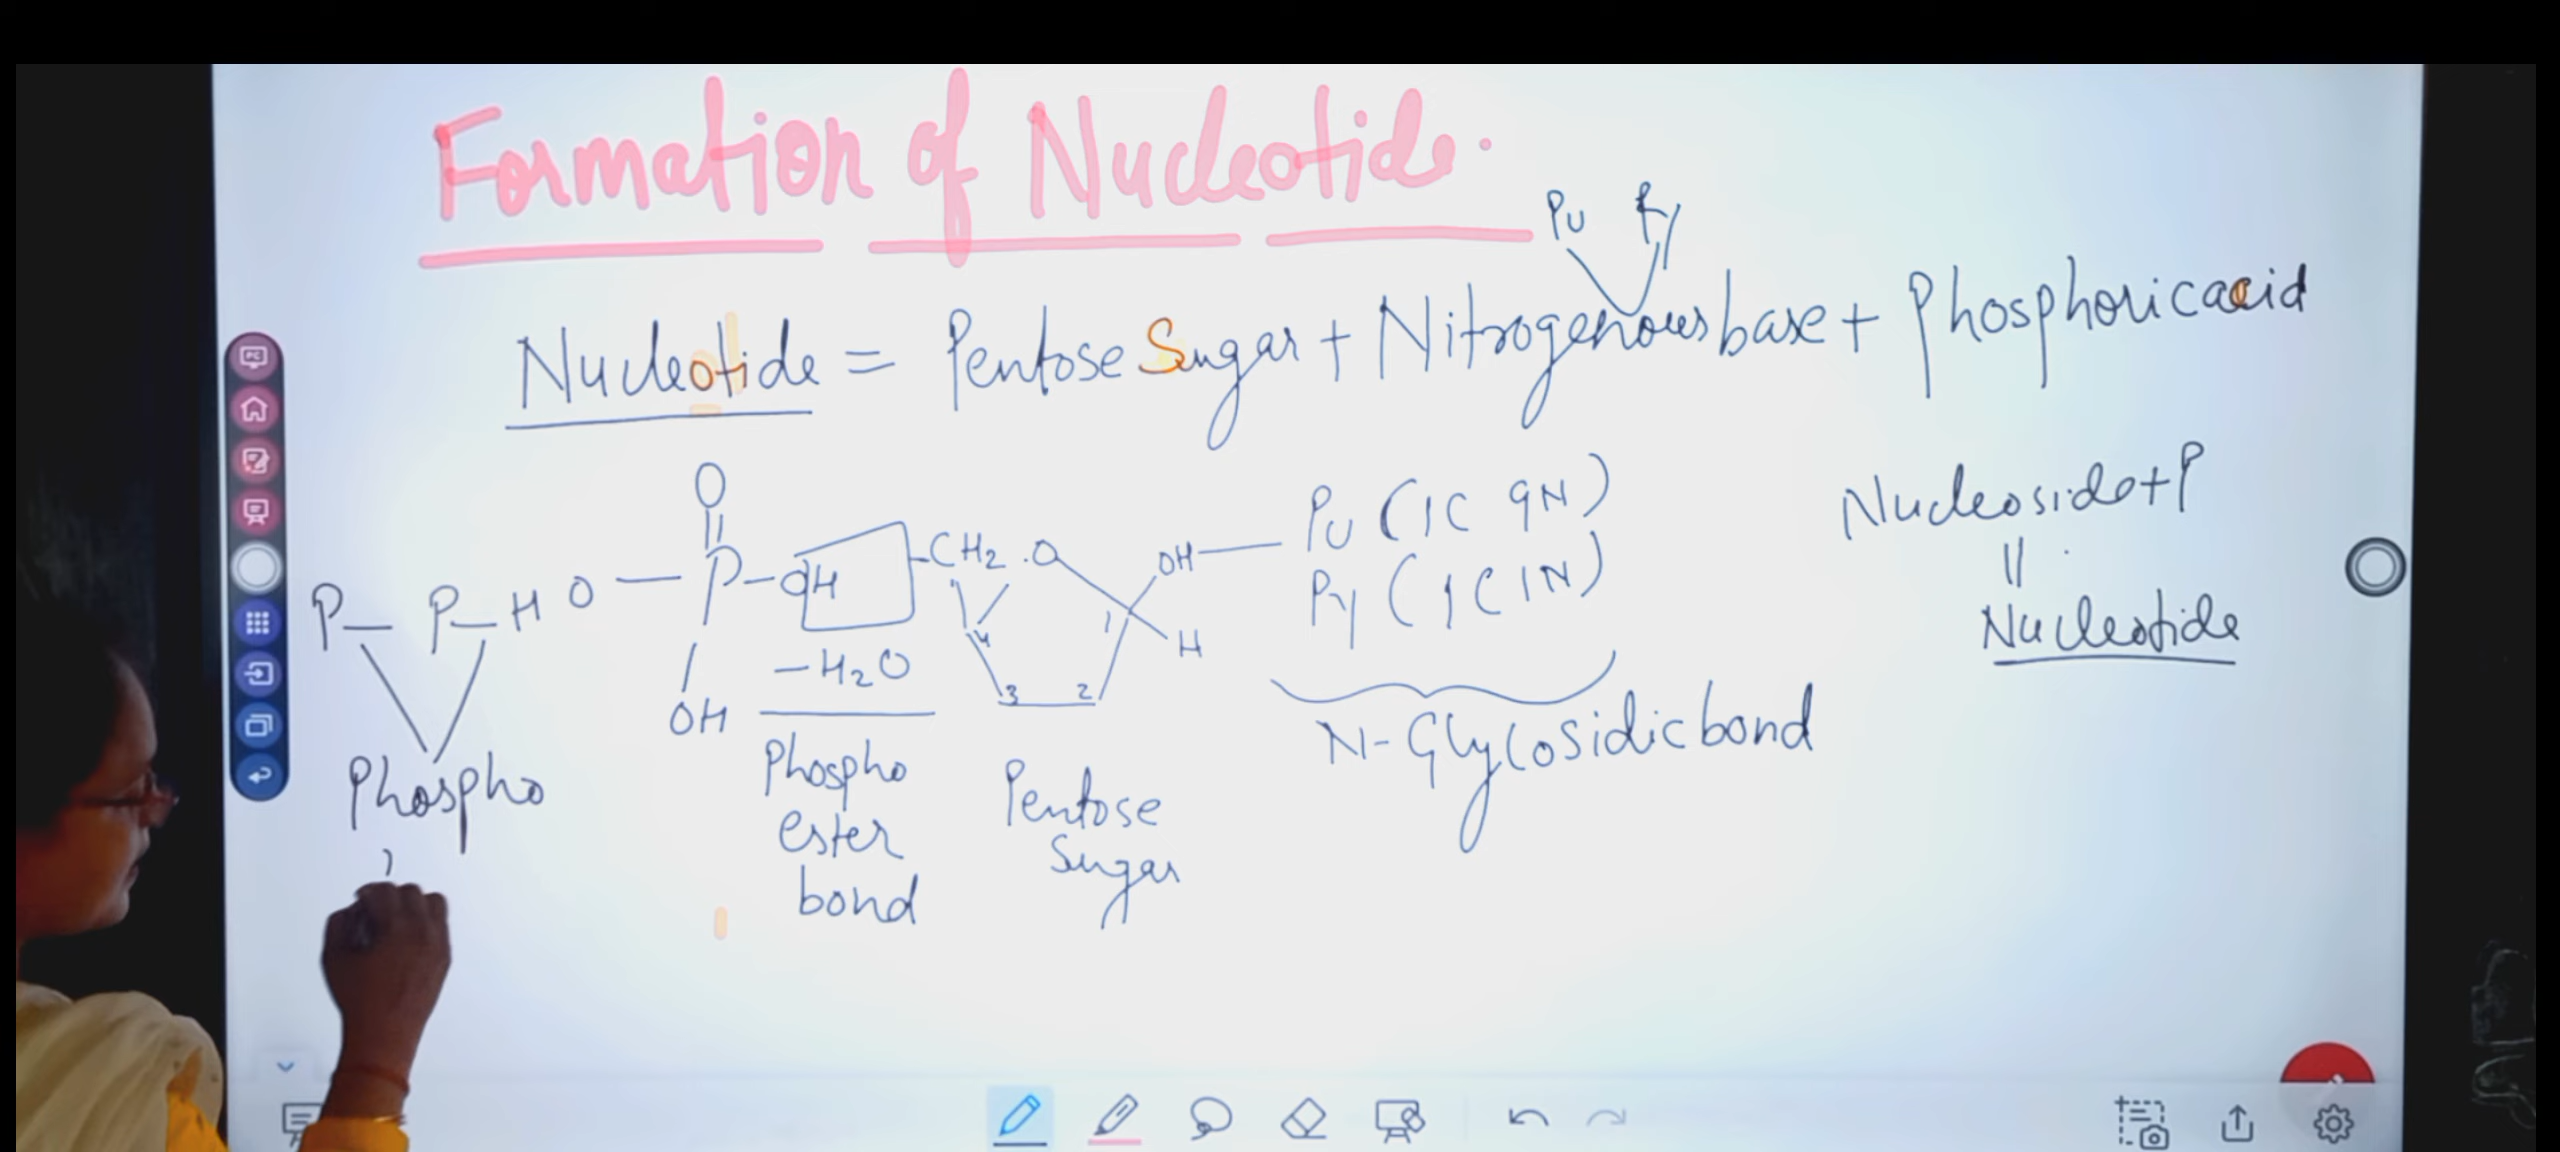 Formation of Nucleotide.
Pu Py
Nucleotide = Pentose Sugar + Nitrogenous base + Phosphoric acid
O
P
P – P – H O – P – OH – CH2 O OH – Pu (1C 9N)
Py (1C 1N)
4 1 H
3 2
OH
– H2O
Nucleoside + P
=
Nucleotide
Phospho
ester
bond
Pentose
Sugar
N-Glycosidic bond
Phospho
PC